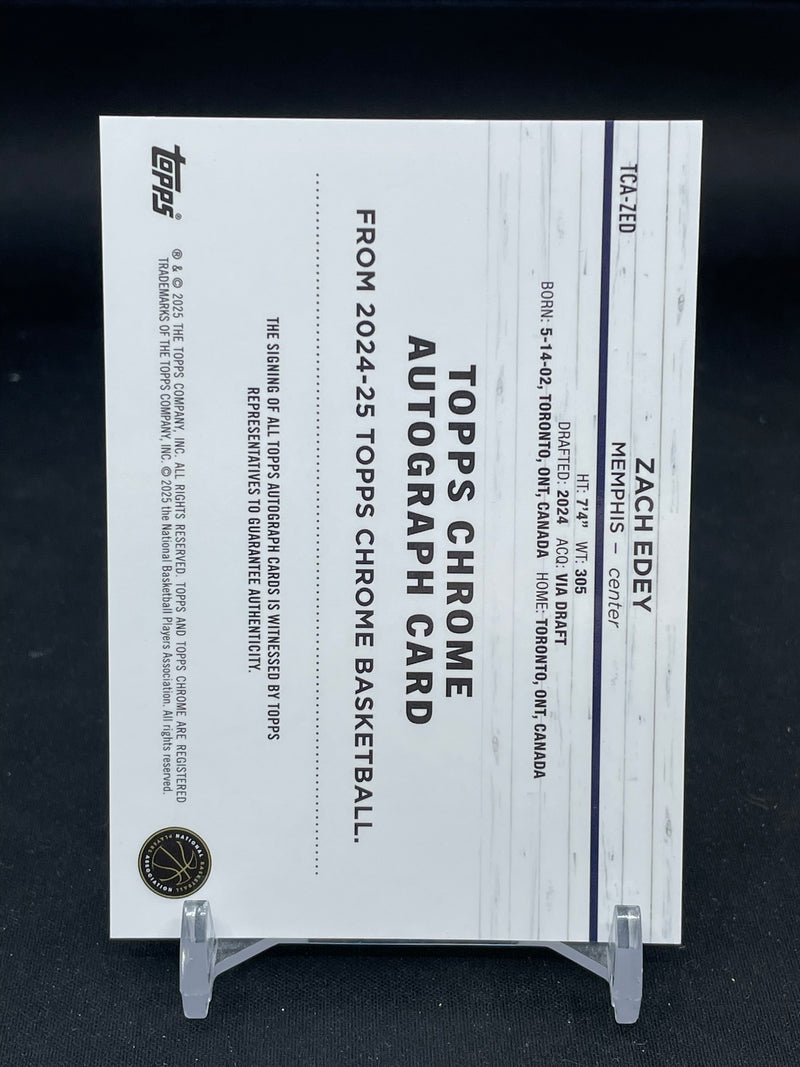 TCA-ZED
ZACH EDEY
MEMPHIS – center
HT: 7'4" WT: 305
DRAFTED: 2024 ACQ: VIA DRAFT
BORN: 5-14-02, TORONTO, ONT, CANADA HOME: TORONTO, ONT, CANADA
TOPPS CHROME
AUTOGRAPH CARD
FROM 2024-25 TOPPS CHROME BASKETBALL.
THE SIGNING OF ALL TOPPS AUTOGRAPH CARDS IS WITNESSED BY TOPPS
REPRESENTATIVES TO GUARANTEE AUTHENTICITY.
topps®
® & © 2025 THE TOPPS COMPANY, INC. ALL RIGHTS RESERVED. TOPPS AND TOPPS CHROME ARE REGISTERED
TRADEMARKS OF THE TOPPS COMPANY, INC. © 2025 the National Basketball Players Association. All rights reserved.
NATIONAL BASKETBALL PLAYERS ASSOCIATION